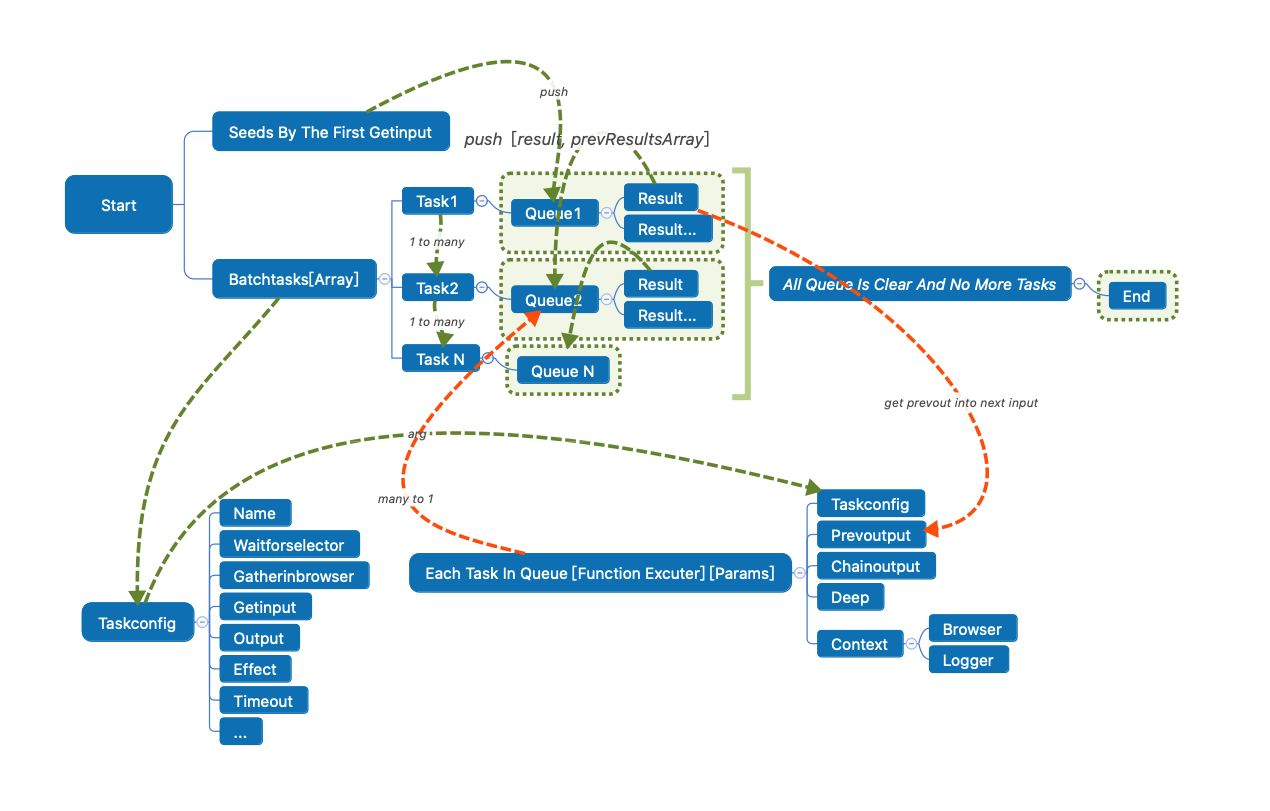 push
Seeds By The First Getinput
push [result, prevResultsArray]
Start
Task1
Queue1
Result
Result...
1 to many
Batchtasks[Array]
Task2
Queue2
Result
Result...
All Queue Is Clear And No More Tasks
End
1 to many
Task N
Queue N
get prevout into next input
arg
many to 1
Taskconfig
Name
Waitforselector
Gatherinbrowser
Getinput
Output
Effect
Timeout
...
Each Task In Queue [Function Excuter] [Params]
Taskconfig
Prevoutput
Chainoutput
Deep
Context
Browser
Logger